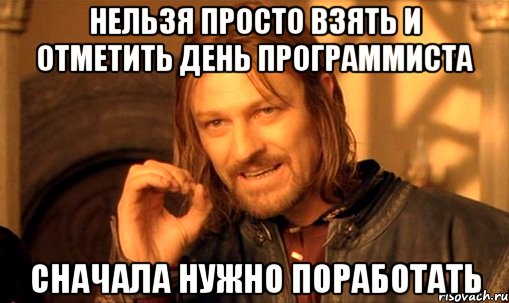 НЕЛЬЗЯ ПРОСТО ВЗЯТЬ И
ОТМЕТИТЬ ДЕНЬ ПРОГРАММИСТА
СНАЧАЛА НУЖНО ПОРАБОТАТЬ
risovach.ru